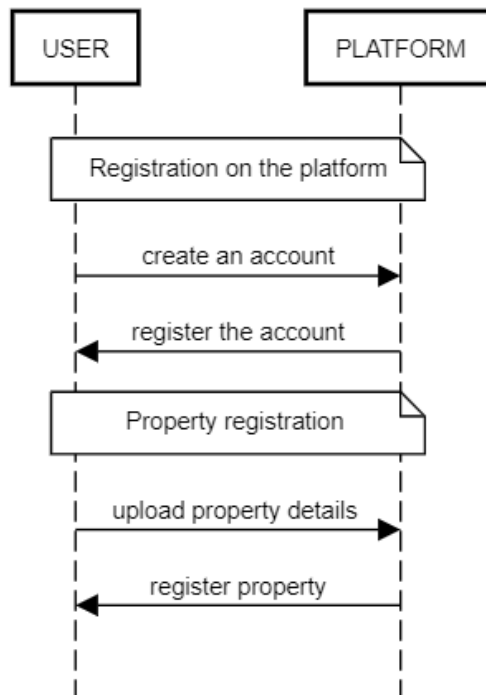 USER
PLATFORM
Registration on the platform
create an account
register the account
Property registration
upload property details
register property